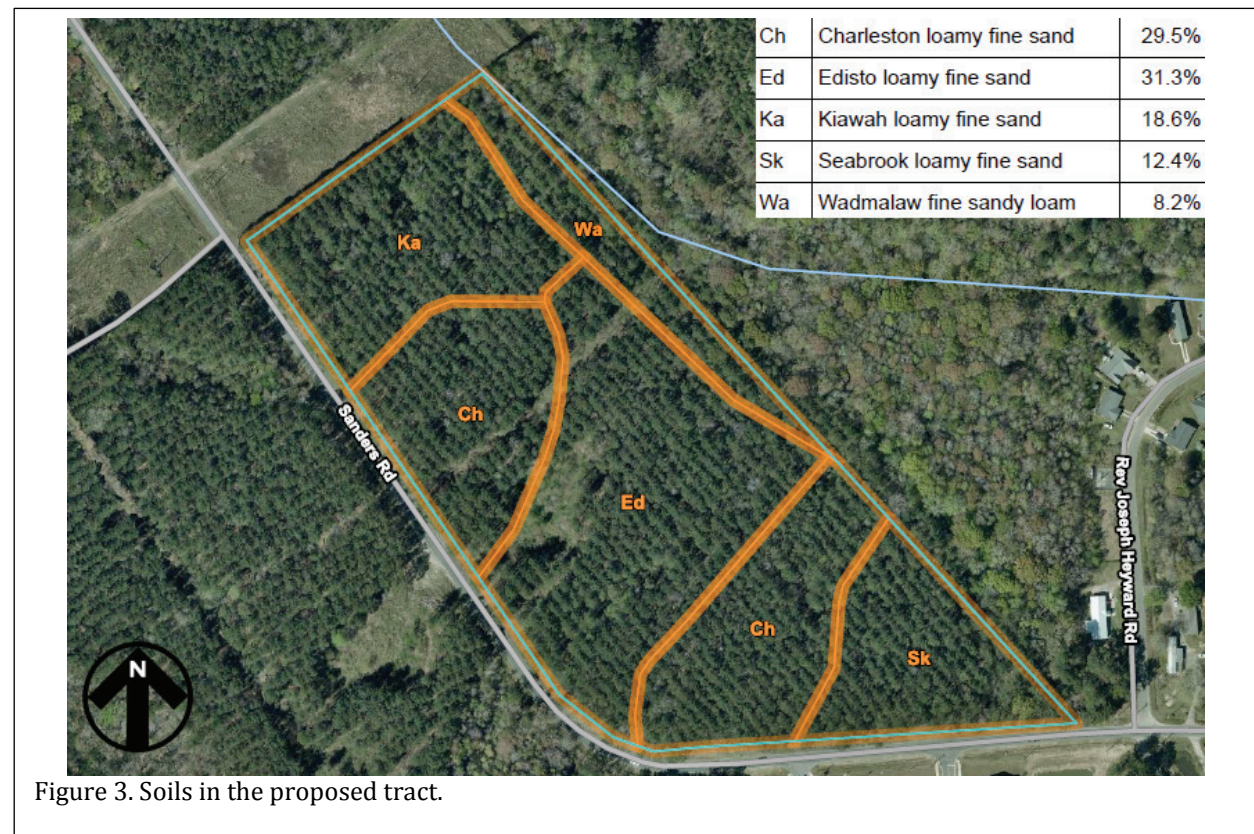 Ch Charleston loamy fine sand 29.5%
Ed Edisto loamy fine sand 31.3%
Ka Kiawah loamy fine sand 18.6%
Sk Seabrook loamy fine sand 12.4%
Wa Wadmalaw fine sandy loam 8.2%
Wa
Ka
Ch
Sanders Rd
Ed
Rev Joseph Heyward Rd
Ch
Sk
N
Figure 3. Soils in the proposed tract.